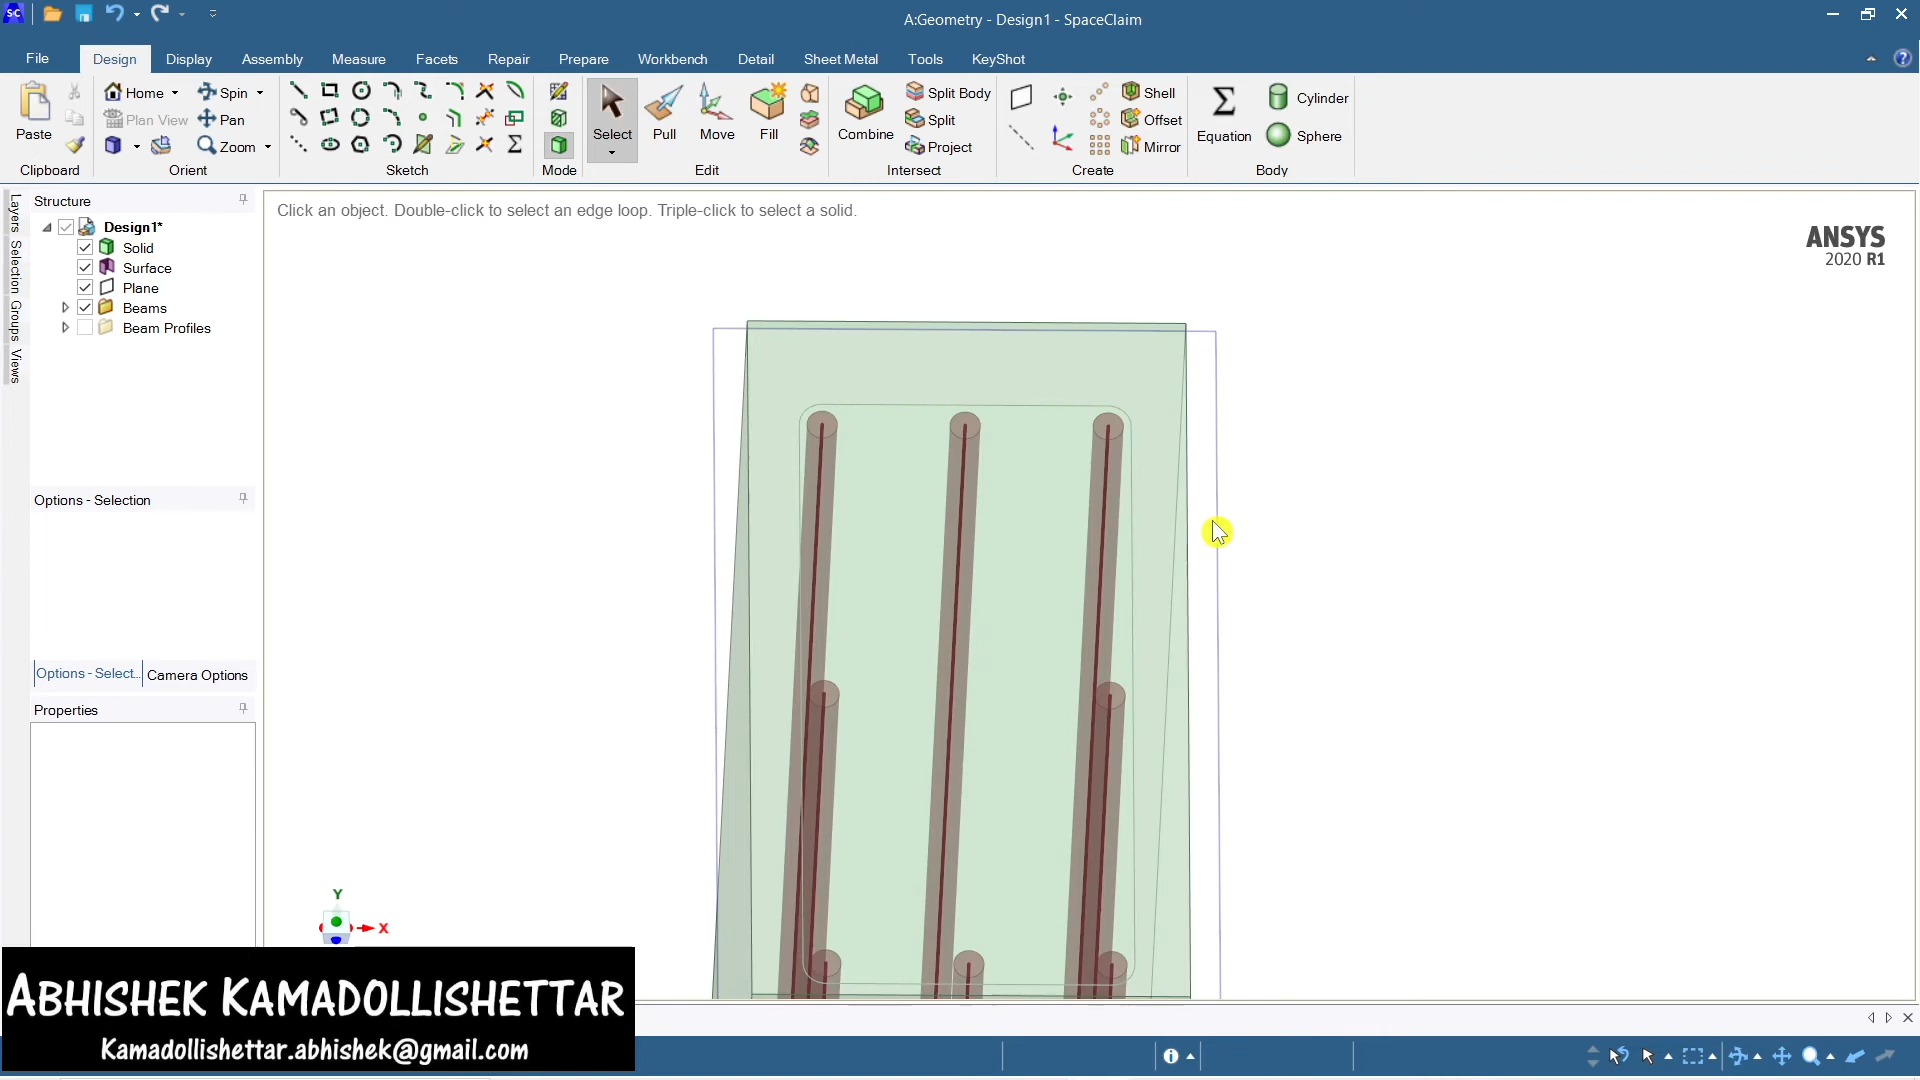 A:Geometry - Design1 - SpaceClaim
File
Design
Display
Assembly
Measure
Facets
Repair
Prepare
Workbench
Detail
Sheet Metal
Tools
KeyShot
Paste
Clipboard
Home
Spin
Plan View
Pan
Zoom
Orient
Sketch
Mode
Select
Pull
Move
Fill
Edit
Combine
Split Body
Split
Project
Intersect
Shell
Offset
Mirror
Create
Equation
Cylinder
Sphere
Body
Layers
Selection
Groups
Views
Structure
Design1*
Solid
Surface
Plane
Beams
Beam Profiles
Options - Selection
Options - Select...
Camera Options
Properties
Click an object. Double-click to select an edge loop. Triple-click to select a solid.
ANSYS
2020 R1
Y
X
ABHISHEK KAMADOLLISHETTAR
Kamadollishettar.abhishek@gmail.com